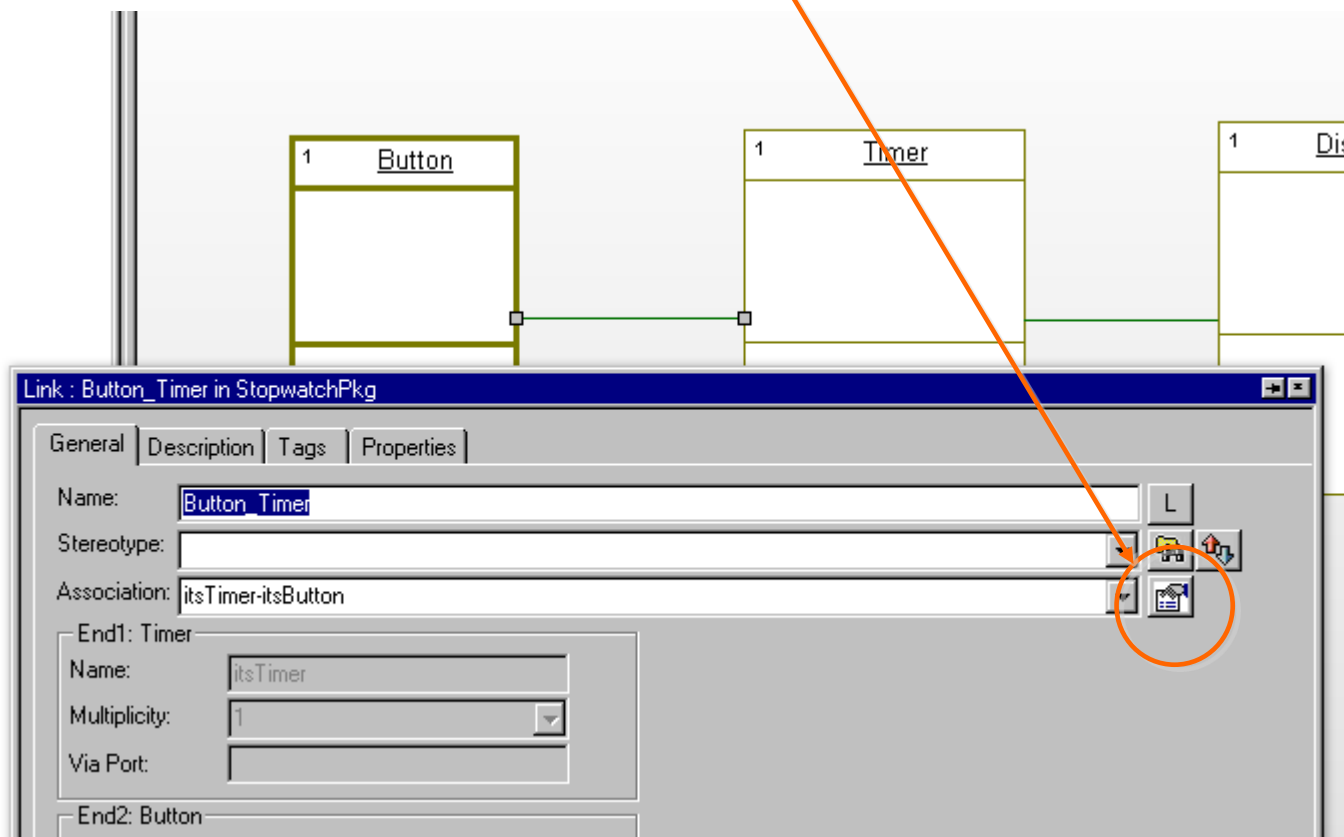 1 Button
1 Timer
1 Dis
Link : Button_Timer in StopwatchPkg
General Description Tags Properties
Name: Button_Timer L
Stereotype:
Association: itsTimer-itsButton
End1: Timer
Name: itsTimer
Multiplicity: 1
Via Port:
End2: Button